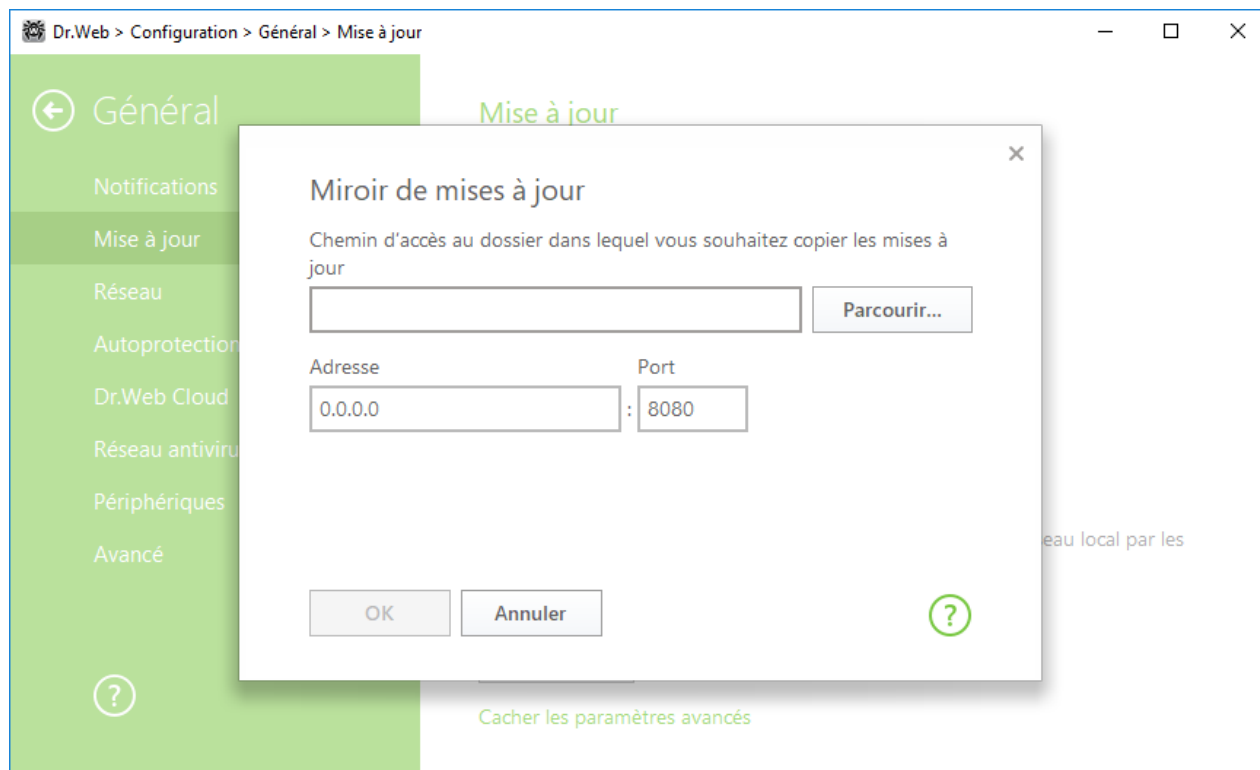 Dr.Web > Configuration > Général > Mise à jour
Général
Mise à jour
Notifications
Mise à jour
Réseau
Autoprotection
Dr.Web Cloud
Réseau
Périphériques
Avancé
Miroir de mises à jour
Chemin d'accès au dossier dans lequel vous souhaitez copier les mises à
jour
Parcourir...
Adresse
Port
0.0.0.0
:
8080
OK
Annuler
?
local par les
?
Cacher les paramètres avancés